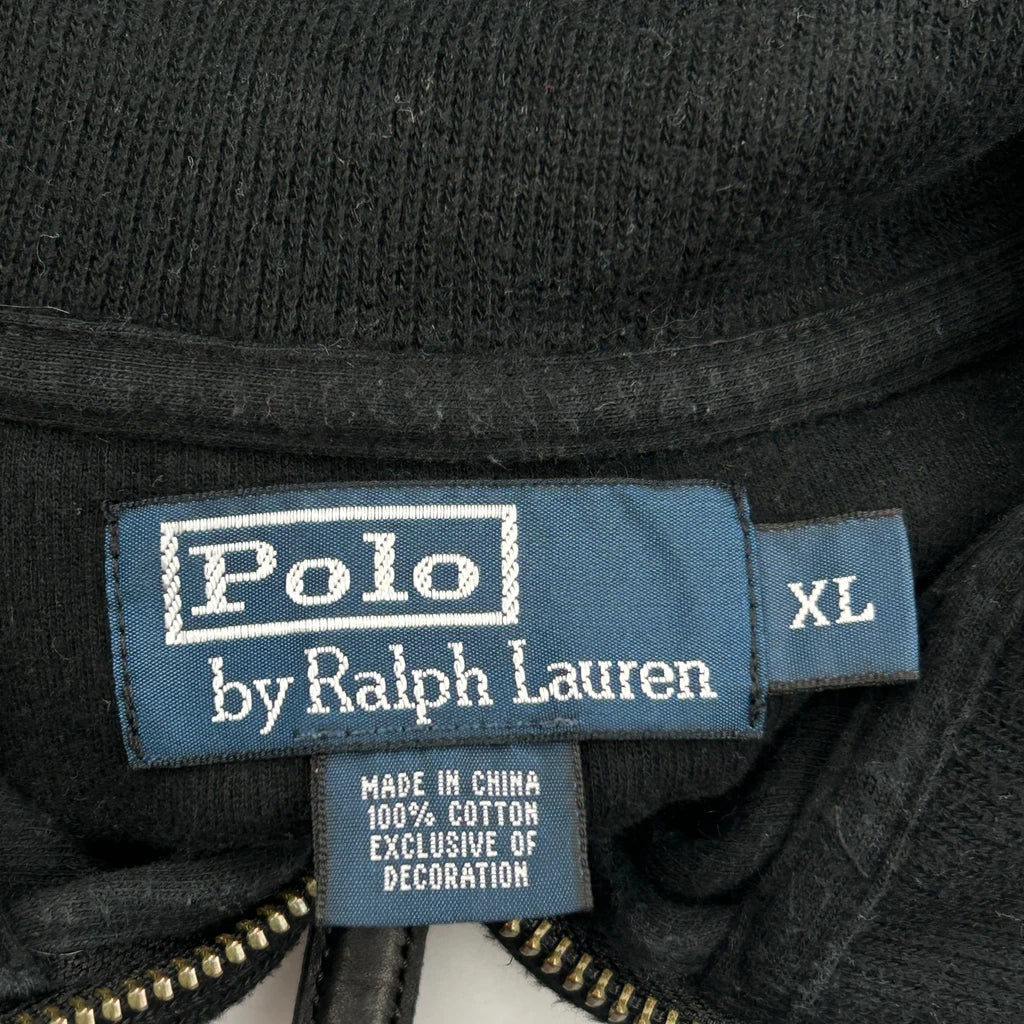 Polo
by Ralph Lauren
XL
MADE IN CHINA
100% COTTON
EXCLUSIVE OF
DECORATION